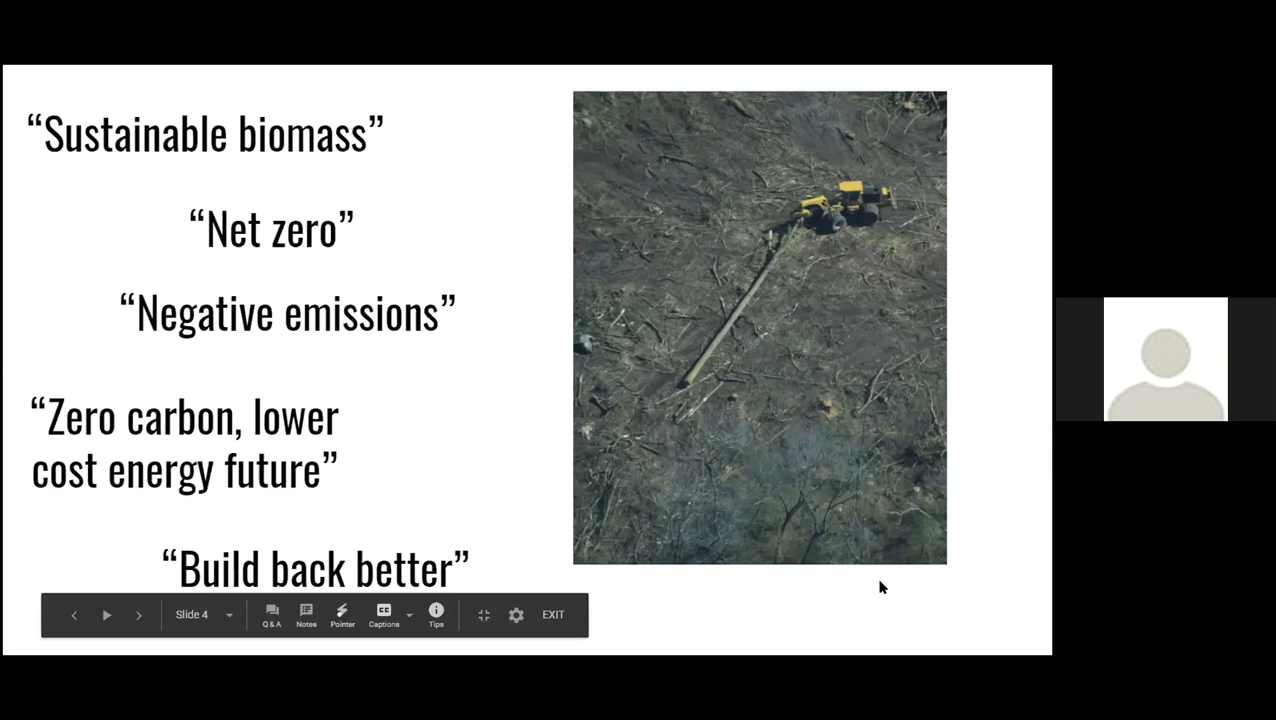 “Sustainable biomass”
“Net zero”
“Negative emissions”
“Zero carbon, lower
cost energy future”
“Build back better”
Slide 4
Q & A
Notes
Pointer
CC
Captions
Tips
EXIT